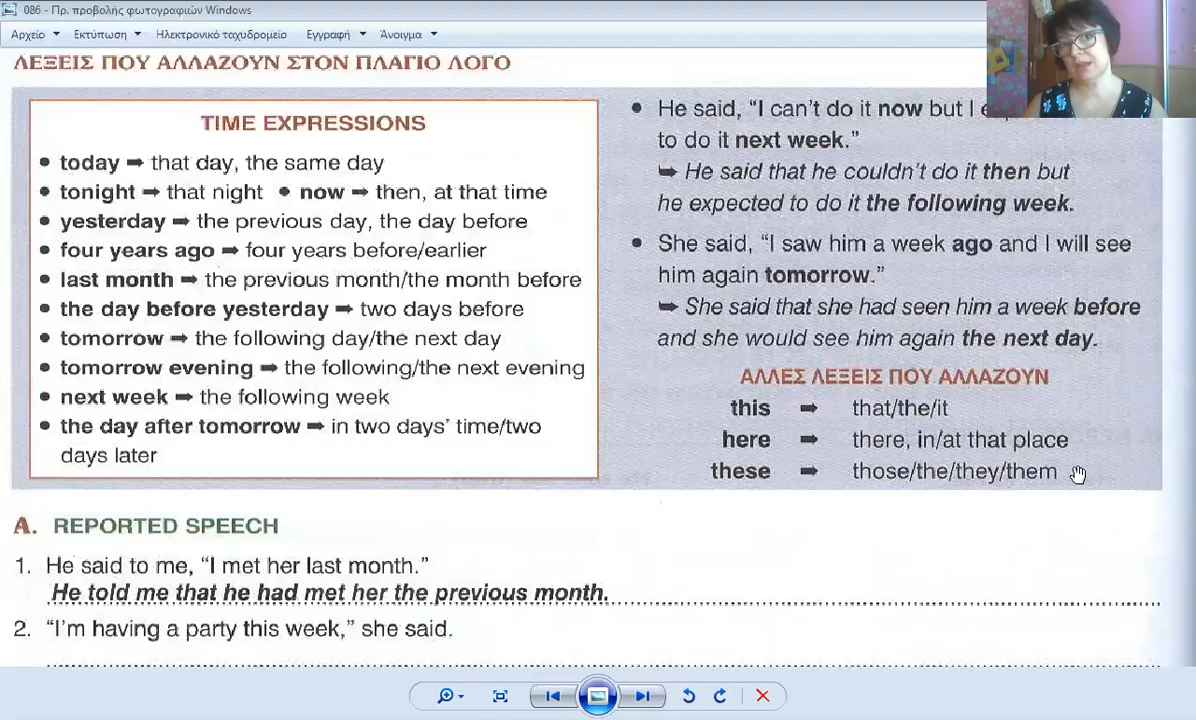 086 - Πρ. προβολής φωτογραφιών Windows
Αρχείο Εκτύπωση Ηλεκτρονικό ταχυδρομείο Εγγραφή Άνοιγμα
ΛΕΞΕΙΣ ΠΟΥ ΑΛΛΑΖΟΥΝ ΣΤΟΝ ΠΛΑΓΙΟ ΛΟΓΟ
TIME EXPRESSIONS
• today ➡ that day, the same day
• tonight ➡ that night • now ➡ then, at that time
• yesterday ➡ the previous day, the day before
• four years ago ➡ four years before/earlier
• last month ➡ the previous month/the month before
• the day before yesterday ➡ two days before
• tomorrow ➡ the following day/the next day
• tomorrow evening ➡ the following/the next evening
• next week ➡ the following week
• the day after tomorrow ➡ in two days' time/two
days later
• He said, “I can't do it now but I
to do it next week.”
➡ He said that he couldn't do it then but
he expected to do it the following week.
• She said, “I saw him a week ago and I will see
him again tomorrow.”
➡ She said that she had seen him a week before
and she would see him again the next day.
ΑΛΛΕΣ ΛΕΞΕΙΣ ΠΟΥ ΑΛΛΑΖΟΥΝ
this ➡ that/the/it
here ➡ there, in/at that place
these ➡ those/the/they/them
A. REPORTED SPEECH
1. He said to me, “I met her last month.”
He told me that he had met her the previous month.
2. “I'm having a party this week,” she said.